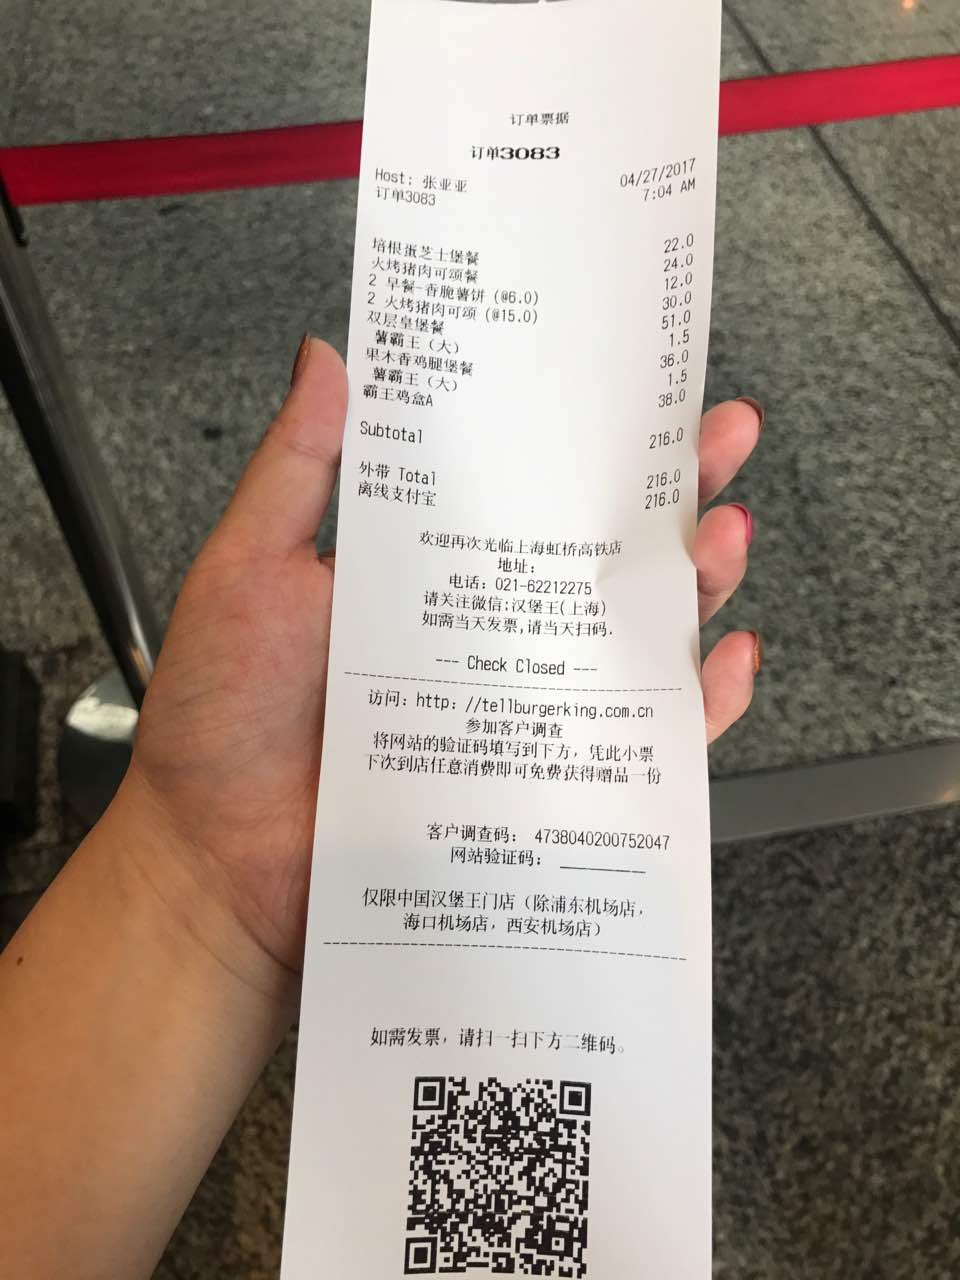 订单票据
订单3083
Host: 张亚亚 04/27/2017
订单3083 7:04 AM
培根蛋芝士堡餐 22.0
火烤猪肉可颂餐 24.0
2 早餐-香脆薯饼 (@6.0) 12.0
2 火烤猪肉可颂 (@15.0) 30.0
双层皇堡餐 51.0
薯霸王（大） 1.5
果木香鸡腿堡餐 36.0
薯霸王（大） 1.5
霸王鸡盒A 38.0
Subtotal 216.0
外带 Total 216.0
离线支付宝 216.0
欢迎再次光临上海虹桥高铁店
地址:
电话: 021-62212275
请关注微信:汉堡王(上海)
如需当天发票,请当天扫码.
--- Check Closed ---
访问: http: //tellburgerking.com.cn
参加客户调查
将网站的验证码填写到下方，凭此小票
下次到店任意消费即可免费获得赠品一份
客户调查码： 4738040200752047
网站验证码： ________
仅限中国汉堡王门店（除浦东机场店，
海口机场店，西安机场店）
如需发票，请扫一扫下方二维码。